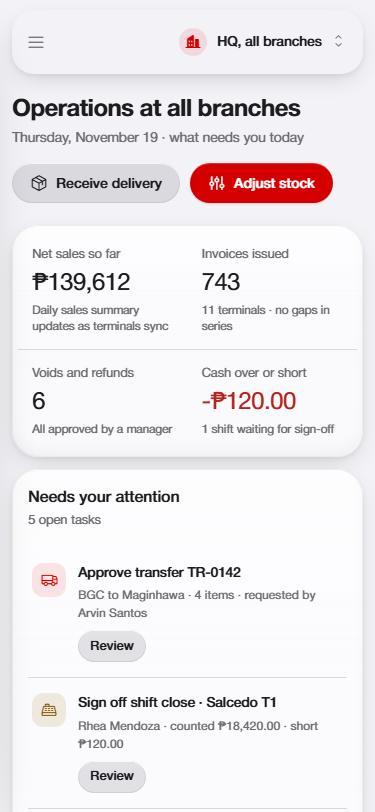 HQ, all branches
Operations at all branches
Thursday, November 19 · what needs you today
Receive delivery
Adjust stock
Net sales so far
₱139,612
Daily sales summary
updates as terminals sync
Invoices issued
743
11 terminals · no gaps in
series
Voids and refunds
6
All approved by a manager
Cash over or short
-₱120.00
1 shift waiting for sign-off
Needs your attention
5 open tasks
Approve transfer TR-0142
BGC to Maginhawa · 4 items · requested by
Arvin Santos
Review
Sign off shift close · Salcedo T1
Rhea Mendoza · counted ₱18,420.00 · short
₱120.00
Review